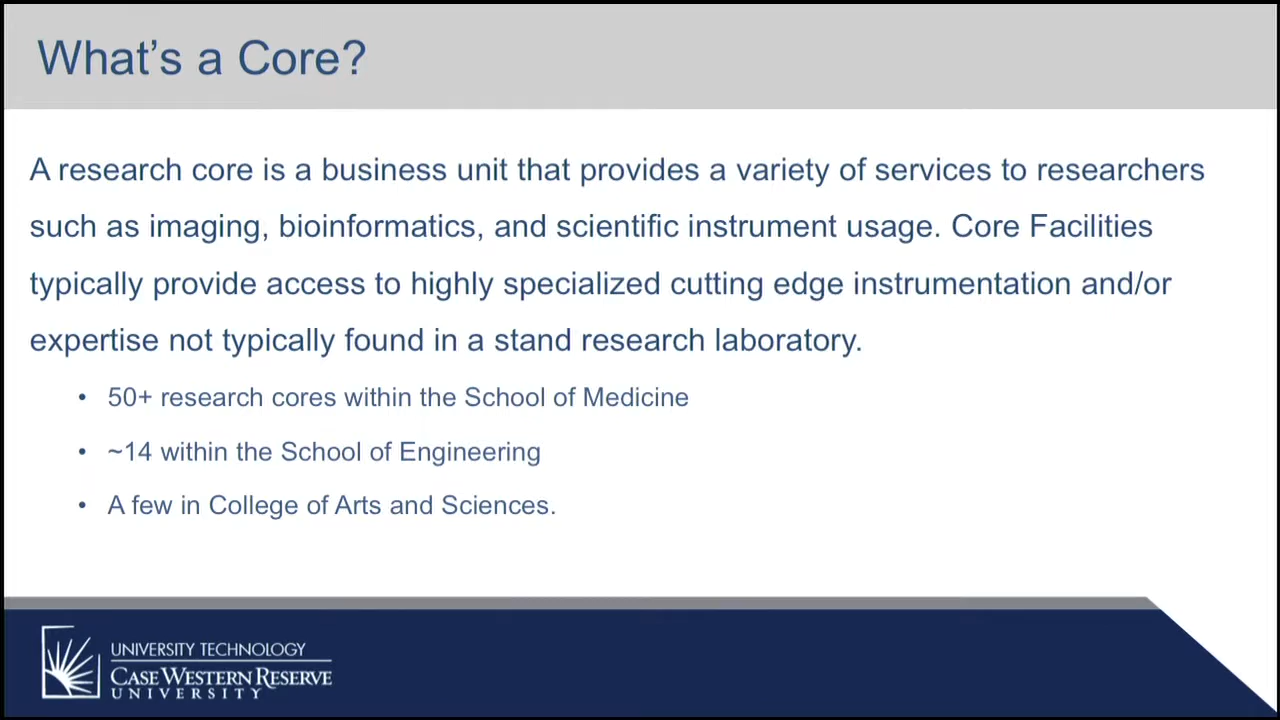 What’s a Core?
A research core is a business unit that provides a variety of services to researchers
such as imaging, bioinformatics, and scientific instrument usage. Core Facilities
typically provide access to highly specialized cutting edge instrumentation and/or
expertise not typically found in a stand research laboratory.
• 50+ research cores within the School of Medicine
• ~14 within the School of Engineering
• A few in College of Arts and Sciences.
UNIVERSITY TECHNOLOGY
CASE WESTERN RESERVE
UNIVERSITY